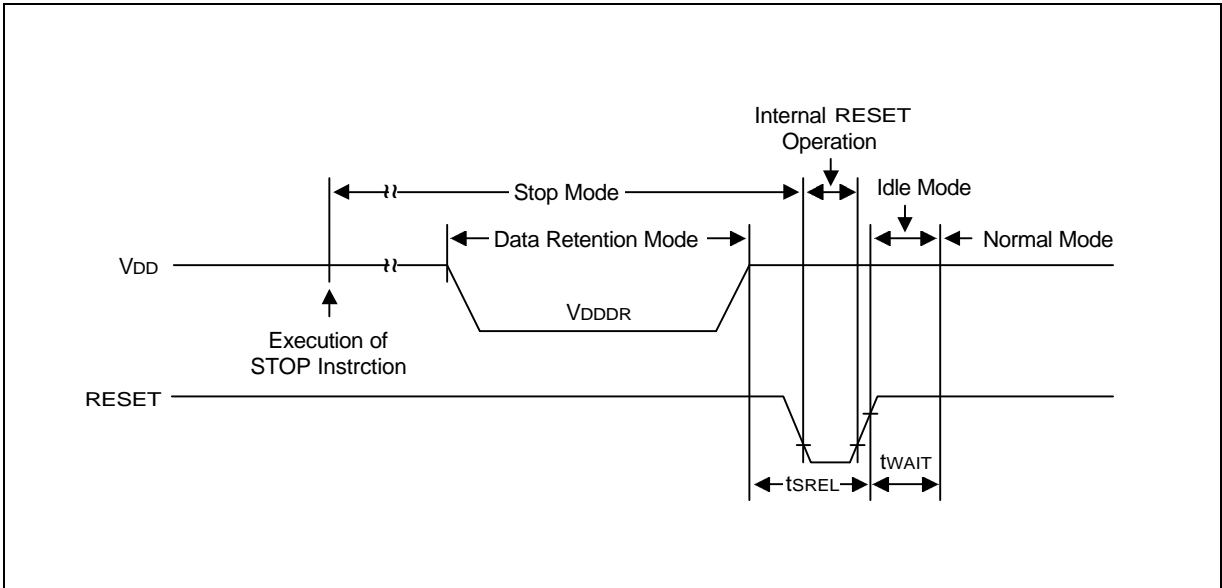 Internal RESET
Operation
Idle Mode
Stop Mode
Data Retention Mode
Normal Mode
VDD
VDDDR
Execution of
STOP Instrction
RESET
tWAIT
tSREL